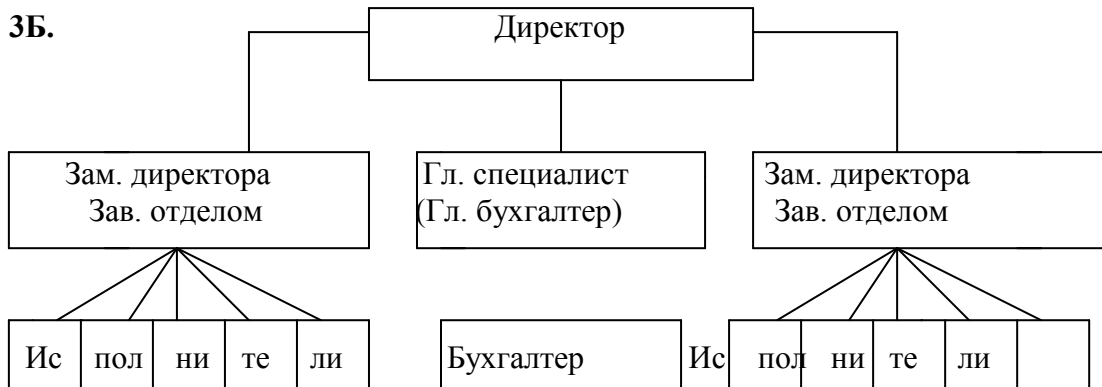 3Б.
Директор
Зам. директора
Зав. отделом
Гл. специалист
(Гл. бухгалтер)
Зам. директора
Зав. отделом
Ис пол ни те ли
Бухгалтер
Ис пол ни те ли